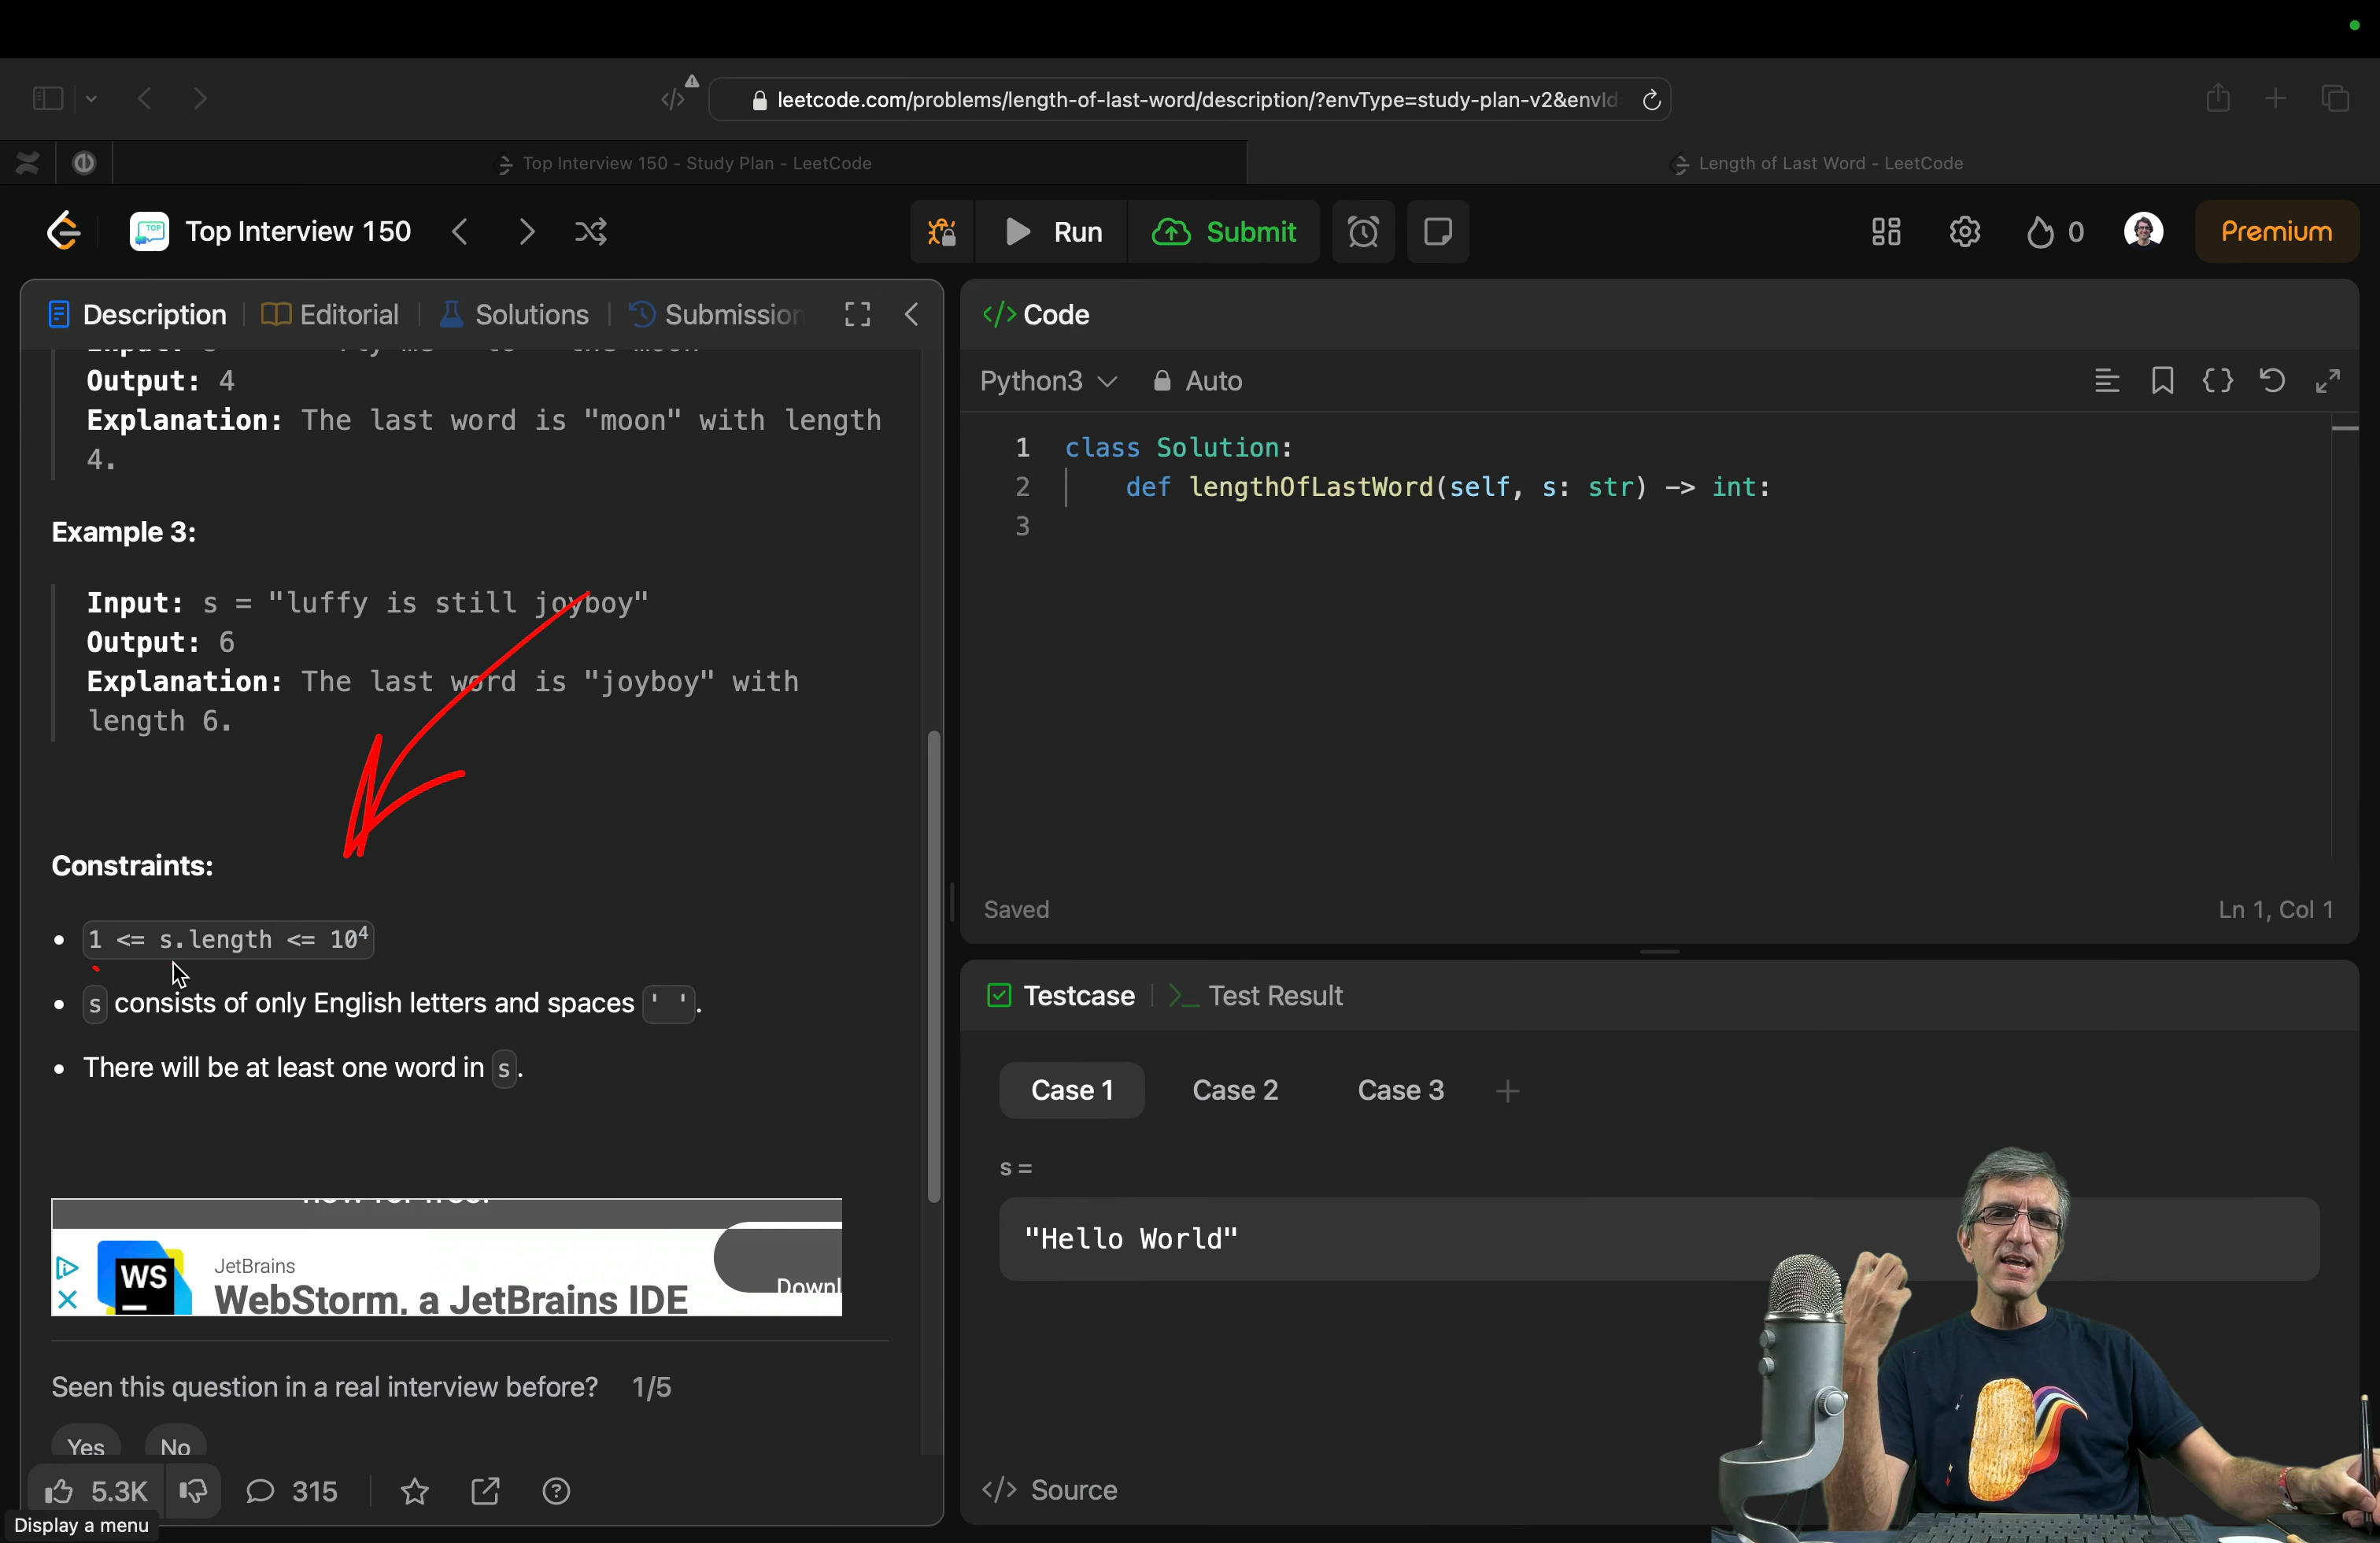 leetcode.com/problems/length-of-last-word/description/?envType=study-plan-v2&envId
Top Interview 150 - Study Plan - LeetCode
Length of Last Word - LeetCode
TOP
Top Interview 150
Run
Submit
0
Premium
Description
Editorial
Solutions
Submission
</> Code
Python3
Auto
Output: 4
Explanation: The last word is "moon" with length
4.
Example 3:
Input: s = "luffy is still joyboy"
Output: 6
Explanation: The last word is "joyboy" with
length 6.
Constraints:
1 <= s.length <= 10⁴
s consists of only English letters and spaces ' '.
There will be at least one word in s.
JetBrains
WS
WebStorm, a JetBrains IDE
Seen this question in a real interview before? 1/5
Yes
No
5.3K
315
Display a menu
1 class Solution:
2 def lengthOfLastWord(self, s: str) -> int:
3
Saved
Ln 1, Col 1
Testcase
Test Result
Case 1
Case 2
Case 3
s =
"Hello World"
</> Source